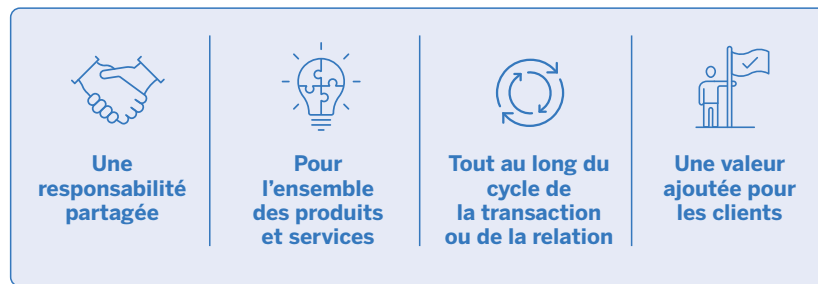 Une
responsabilité
partagée
Pour
l'ensemble
des produits
et services
Tout au long du
cycle de
la transaction
ou de la relation
Une valeur
ajoutée pour
les clients